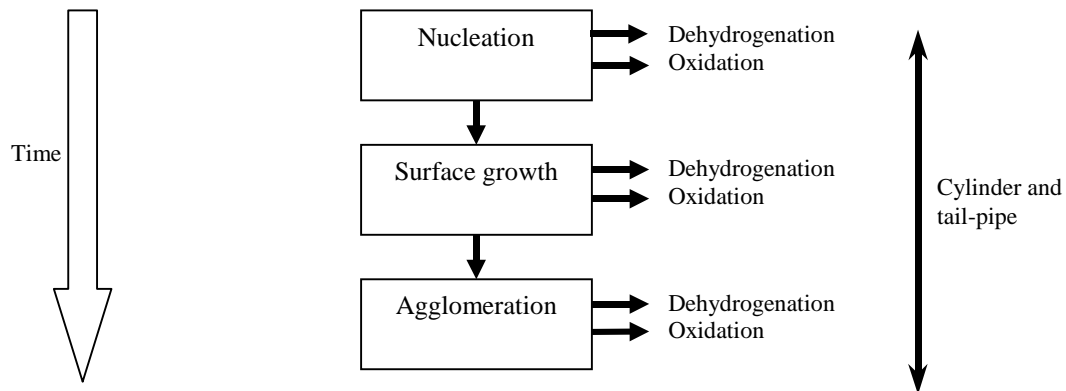 Nucleation
Dehydrogenation
Oxidation
Time
Surface growth
Dehydrogenation
Oxidation
Cylinder and
tail-pipe
Agglomeration
Dehydrogenation
Oxidation